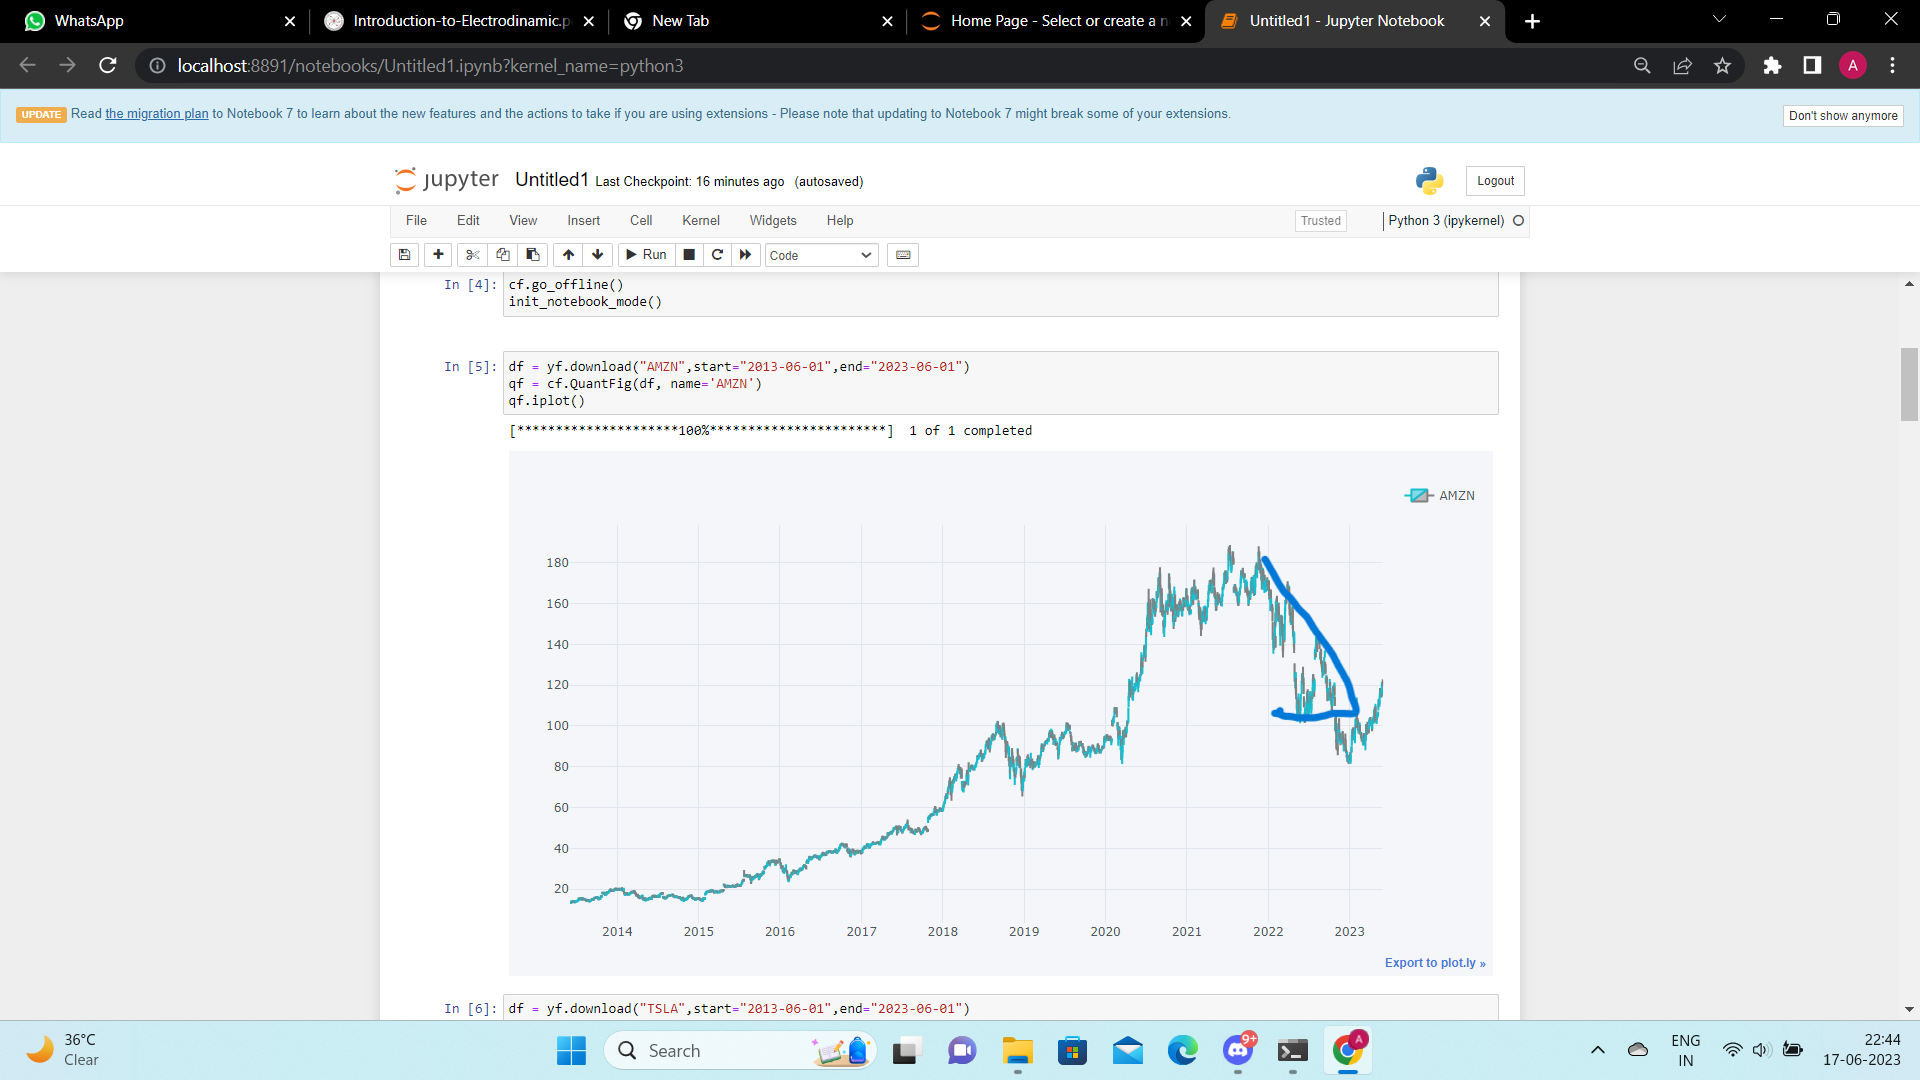 WhatsApp
Introduction-to-Electrodinamic.p
New Tab
Home Page - Select or create a n
Untitled1 - Jupyter Notebook
localhost:8891/notebooks/Untitled1.ipynb?kernel_name=python3
A
UPDATE Read the migration plan to Notebook 7 to learn about the new features and the actions to take if you are using extensions - Please note that updating to Notebook 7 might break some of your extensions.
Don't show anymore
jupyter Untitled1 Last Checkpoint: 16 minutes ago (autosaved)
Logout
File Edit View Insert Cell Kernel Widgets Help
Trusted
Python 3 (ipykernel)
Run
Code
In [4]: cf.go_offline()
init_notebook_mode()
In [5]: df = yf.download("AMZN",start="2013-06-01",end="2023-06-01")
qf = cf.QuantFig(df, name='AMZN')
qf.iplot()
[*********************100%***********************]  1 of 1 completed
AMZN
180
160
140
120
100
80
60
40
20
2014 2015 2016 2017 2018 2019 2020 2021 2022 2023
Export to plot.ly »
In [6]: df = yf.download("TSLA",start="2013-06-01",end="2023-06-01")
36°C
Clear
Search
9+
A
ENG
IN
22:44
17-06-2023